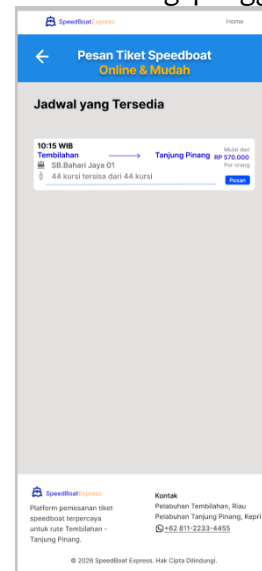 SpeedBoatExpress
Home
Pesan Tiket Speedboat
Online & Mudah
Jadwal yang Tersedia
10:15 WIB
Mulai dari
Tembilahan
Tanjung Pinang
RP 570.000
SB.Bahari Jaya 01
Per orang
44 kursi tersisa dari 44 kursi
Pesan
SpeedBoatExpress
Platform pemesanan tiket
speedboat terpercaya
untuk rute Tembilahan -
Tanjung Pinang.
Kontak
Pelabuhan Tembilahan, Riau
Pelabuhan Tanjung Pinang, Kepri
+62 811-2233-4455
© 2026 SpeedBoat Express. Hak Cipta Dilindungi.